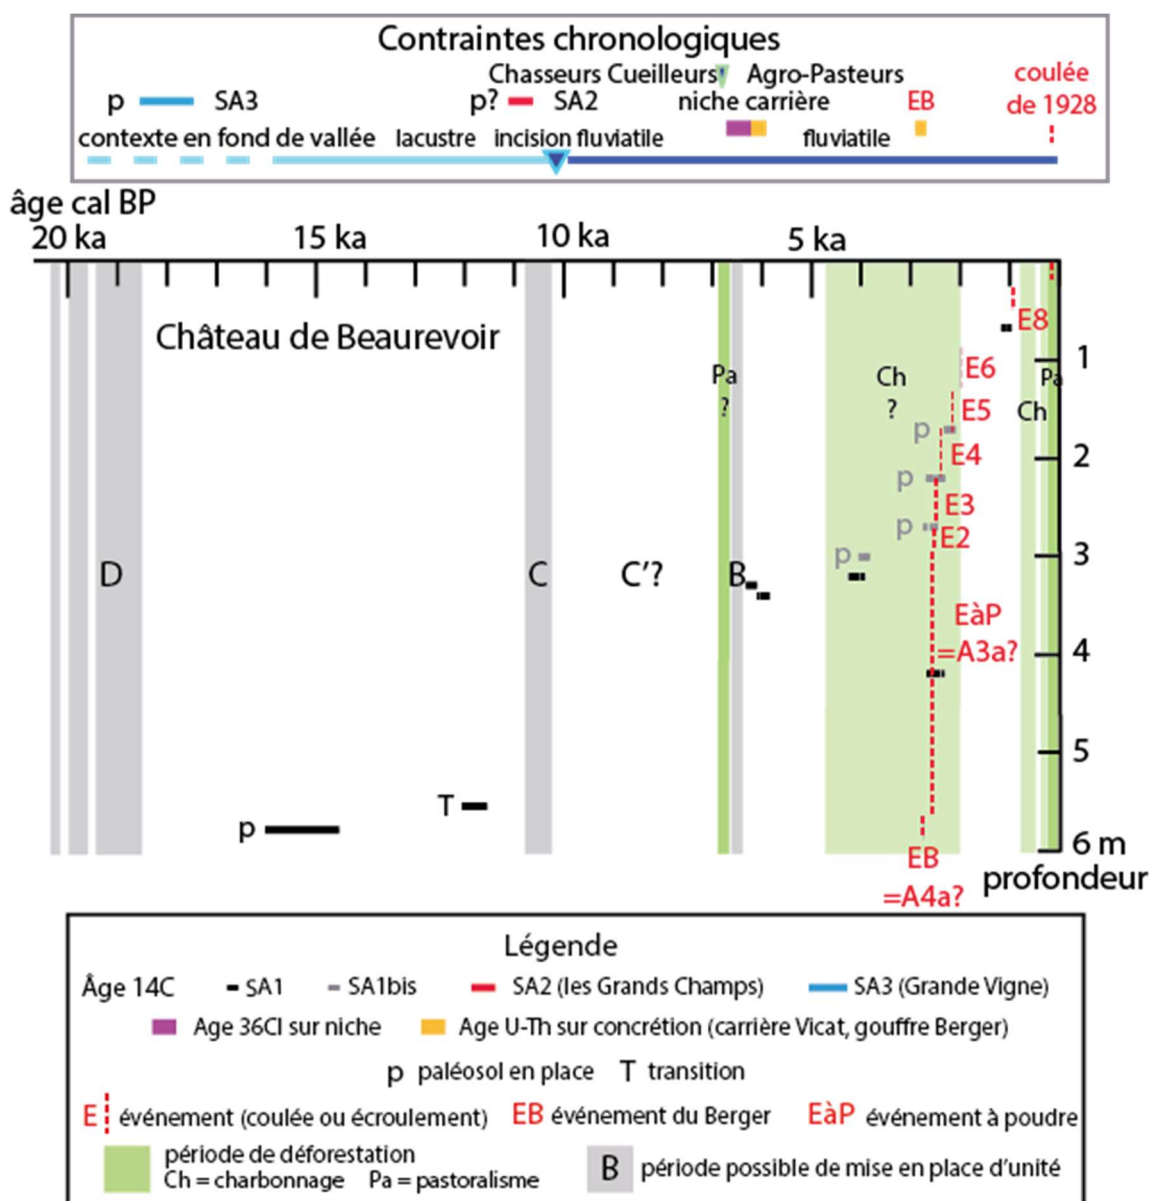 Contraintes chronologiques
Chasseurs Cueilleurs Agro-Pasteurs coulée
p SA3 p? SA2 niche carrière EB de 1928
contexte en fond de vallée lacustre incision fluviatile fluviatile
âge cal BP
20 ka 15 ka 10 ka 5 ka
Château de Beaurevoir
E8
1
Pa Ch E6 Pa
? ? E5 Ch
p
E4 2
p
E3
p E2
p 3
D C C'? B
EàP
=A3a? 4
5
T
p
6 m
EB profondeur
=A4a?
Légende
Âge 14C SA1 SA1bis SA2 (les Grands Champs) SA3 (Grande Vigne)
Age 36Cl sur niche Age U-Th sur concrétion (carrière Vicat, gouffre Berger)
p paléosol en place T transition
E événement (coulée ou écroulement) EB événement du Berger EàP événement à poudre
période de déforestation
Ch = charbonnage Pa = pastoralisme
B période possible de mise en place d'unité